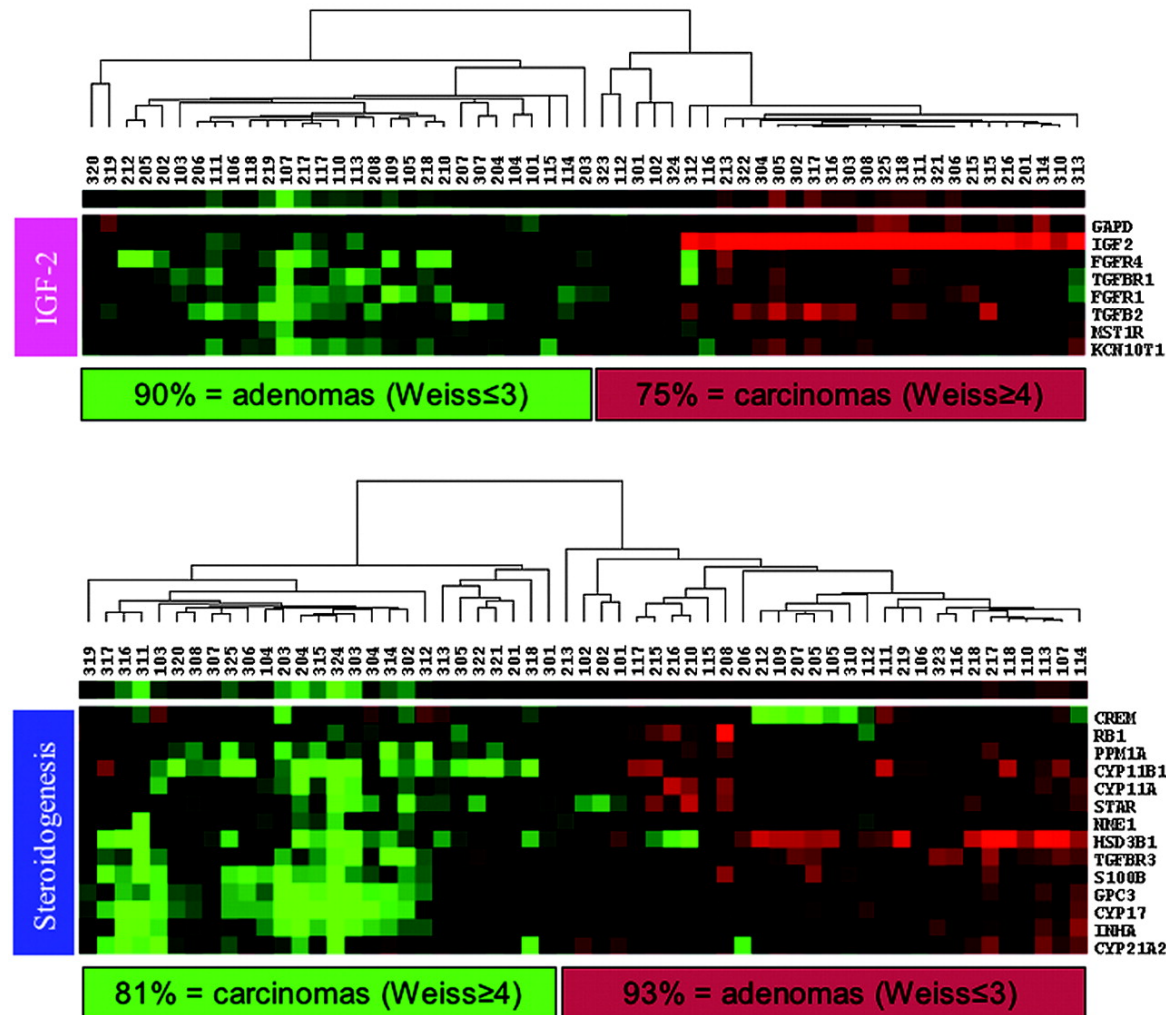 320 319 212 205 202 103 206 111 106 118 219 107 217 117 110 113 208 109 105 218 210 207 307 204 104 101 115 114 203 323 112 301 102 324 312 116 213 322 304 305 302 317 316 303 308 325 318 311 321 306 215 315 216 201 314 310 313
IGF-2
GAPD
IGF2
FGFR4
TGFBR1
FGFR1
TGFB2
MST1R
KCN10T1
90% = adenomas (Weiss≤3)
75% = carcinomas (Weiss≥4)
319 317 316 311 103 320 308 307 325 306 104 203 204 315 324 303 304 314 302 312 313 305 322 321 201 318 301 213 102 202 101 117 215 216 210 115 208 206 212 109 207 205 105 310 112 111 219 106 323 116 218 217 118 110 113 107 114
Steroidogenesis
CREM
RB1
PPM1A
CYP11B1
CYP11A
STAR
NME1
HSD3B1
TGFBR3
S100B
GPC3
CYP17
INHA
CYP21A2
81% = carcinomas (Weiss≥4)
93% = adenomas (Weiss≤3)